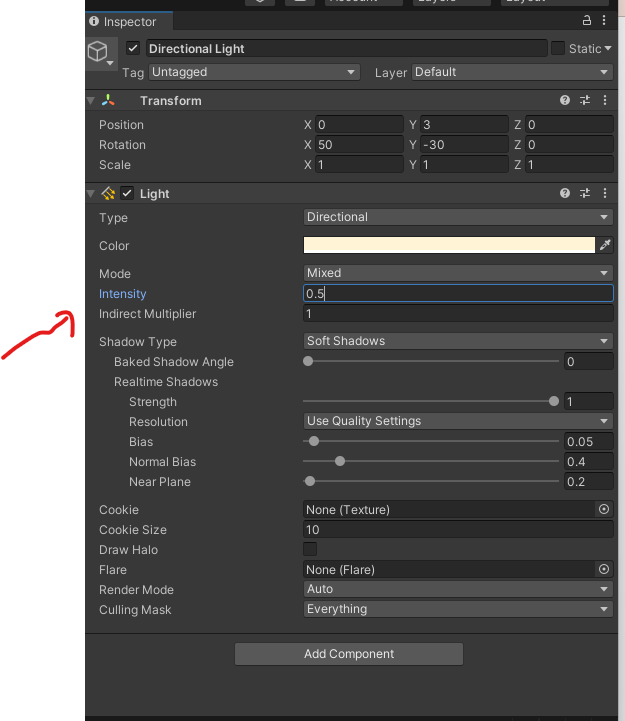 Inspector
Directional Light Static
Tag Untagged Layer Default
Transform
Position X 0 Y 3 Z 0
Rotation X 50 Y -30 Z 0
Scale X 1 Y 1 Z 1
Light
Type Directional
Color
Mode Mixed
Intensity 0.5
Indirect Multiplier 1
Shadow Type Soft Shadows
Baked Shadow Angle 0
Realtime Shadows
Strength 1
Resolution Use Quality Settings
Bias 0.05
Normal Bias 0.4
Near Plane 0.2
Cookie None (Texture)
Cookie Size 10
Draw Halo
Flare None (Flare)
Render Mode Auto
Culling Mask Everything
Add Component